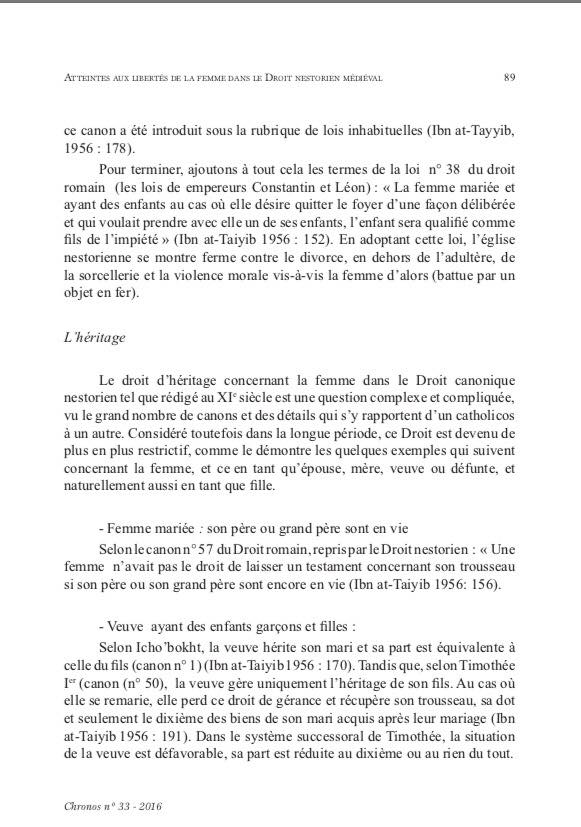 ATTEINTES AUX LIBERTÉS DE LA FEMME DANS LE DROIT NESTORIEN MÉDIÉVAL 89
ce canon a été introduit sous la rubrique de lois inhabituelles (Ibn at-Tayyib,
1956 : 178).
Pour terminer, ajoutons à tout cela les termes de la loi n° 38 du droit
romain (les lois de empereurs Constantin et Léon) : « La femme mariée et
ayant des enfants au cas où elle désire quitter le foyer d'une façon délibérée
et qui voulait prendre avec elle un de ses enfants, l'enfant sera qualifié comme
fils de l'impiété » (Ibn at-Taiyib 1956 : 152). En adoptant cette loi, l'église
nestorienne se montre ferme contre le divorce, en dehors de l'adultère, de
la sorcellerie et la violence morale vis-à-vis la femme d'alors (battue par un
objet en fer).
L'héritage
Le droit d'héritage concernant la femme dans le Droit canonique
nestorien tel que rédigé au XIe siècle est une question complexe et compliquée,
vu le grand nombre de canons et des détails qui s'y rapportent d'un catholicos
à un autre. Considéré toutefois dans la longue période, ce Droit est devenu de
plus en plus restrictif, comme le démontre les quelques exemples qui suivent
concernant la femme, et ce en tant qu'épouse, mère, veuve ou défunte, et
naturellement aussi en tant que fille.
- Femme mariée : son père ou grand père sont en vie
Selon le canon n° 57 du Droit romain, repris par le Droit nestorien : « Une
femme n'avait pas le droit de laisser un testament concernant son trousseau
si son père ou son grand père sont encore en vie (Ibn at-Taiyib 1956: 156).
- Veuve ayant des enfants garçons et filles :
Selon Icho'bokht, la veuve hérite son mari et sa part est équivalente à
celle du fils (canon n° 1) (Ibn at-Taiyib 1956 : 170). Tandis que, selon Timothée
Ier (canon (n° 50), la veuve gère uniquement l'héritage de son fils. Au cas où
elle se remarie, elle perd ce droit de gérance et récupère son trousseau, sa dot
et seulement le dixième des biens de son mari acquis après leur mariage (Ibn
at-Taiyib 1956 : 191). Dans le système successoral de Timothée, la situation
de la veuve est défavorable, sa part est réduite au dixième ou au rien du tout.
Chronos n° 33 - 2016